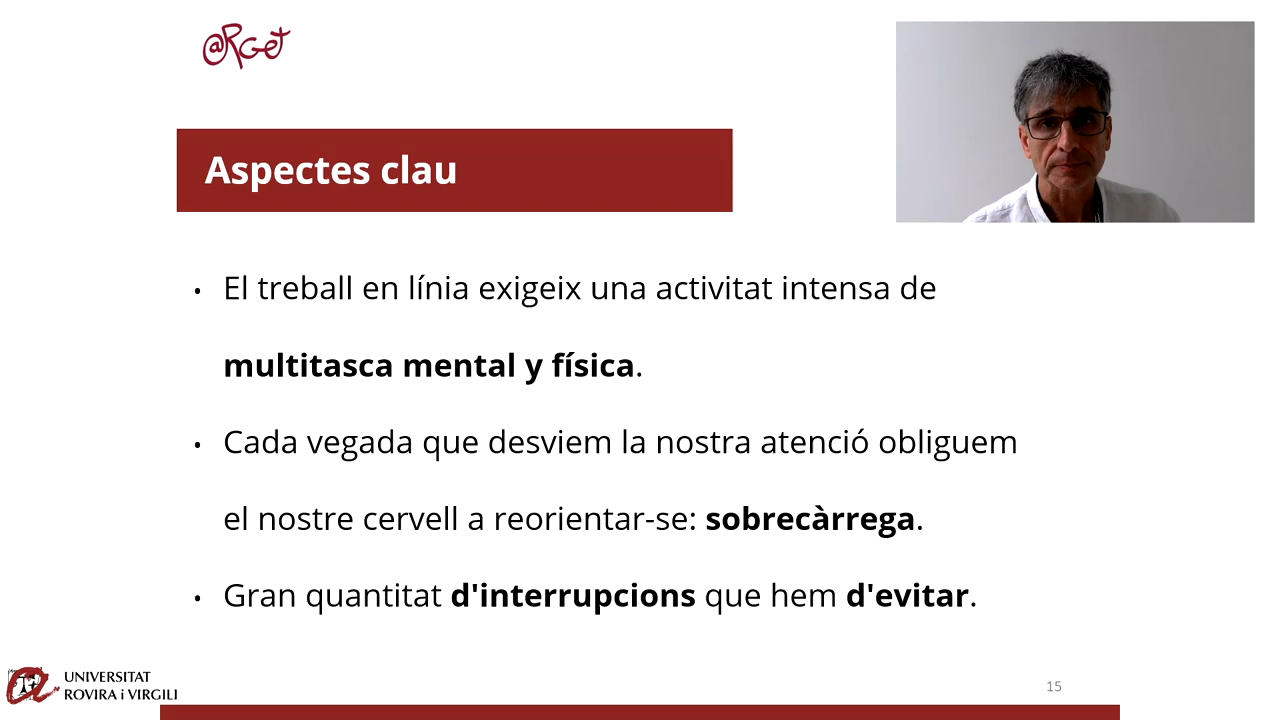 @RGet
Aspectes clau
• El treball en línia exigeix una activitat intensa de
multitasca mental y física.
• Cada vegada que desviem la nostra atenció obliguem
el nostre cervell a reorientar-se: sobrecàrrega.
• Gran quantitat d'interrupcions que hem d'evitar.
UNIVERSITAT
ROVIRA i VIRGILI
15